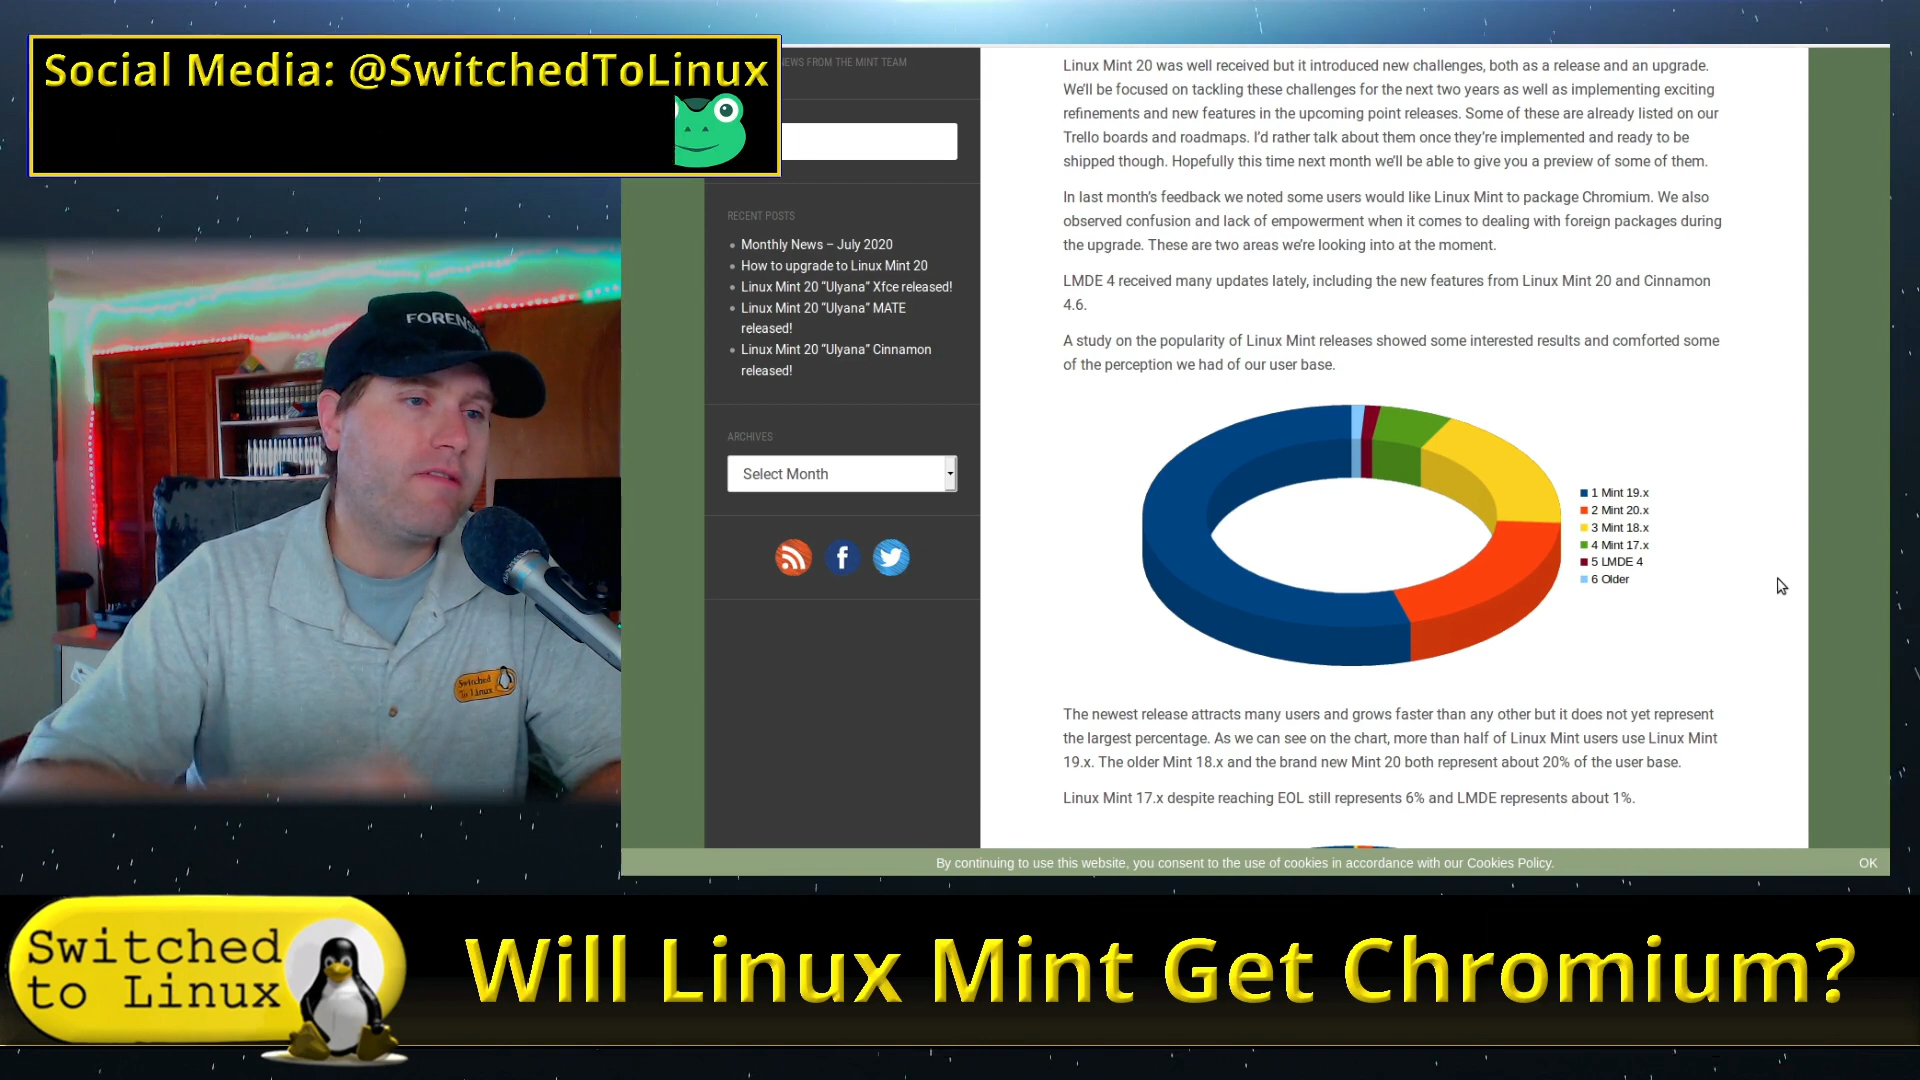 Social Media: @SwitchedToLinux
NEWS FROM THE MINT TEAM
RECENT POSTS
Monthly News – July 2020
How to upgrade to Linux Mint 20
Linux Mint 20 “Ulyana” Xfce released!
Linux Mint 20 “Ulyana” MATE
released!
Linux Mint 20 “Ulyana” Cinnamon
released!
ARCHIVES
Select Month
Linux Mint 20 was well received but it introduced new challenges, both as a release and an upgrade.
We’ll be focused on tackling these challenges for the next two years as well as implementing exciting
refinements and new features in the upcoming point releases. Some of these are already listed on our
Trello boards and roadmaps. I’d rather talk about them once they’re implemented and ready to be
shipped though. Hopefully this time next month we’ll be able to give you a preview of some of them.
In last month’s feedback we noted some users would like Linux Mint to package Chromium. We also
observed confusion and lack of empowerment when it comes to dealing with foreign packages during
the upgrade. These are two areas we’re looking into at the moment.
LMDE 4 received many updates lately, including the new features from Linux Mint 20 and Cinnamon
4.6.
A study on the popularity of Linux Mint releases showed some interested results and comforted some
of the perception we had of our user base.
1 Mint 19.x
2 Mint 20.x
3 Mint 18.x
4 Mint 17.x
5 LMDE 4
6 Older
The newest release attracts many users and grows faster than any other but it does not yet represent
the largest percentage. As we can see on the chart, more than half of Linux Mint users use Linux Mint
19.x. The older Mint 18.x and the brand new Mint 20 both represent about 20% of the user base.
Linux Mint 17.x despite reaching EOL still represents 6% and LMDE represents about 1%.
By continuing to use this website, you consent to the use of cookies in accordance with our Cookies Policy.
OK
FORENS
Switched
To Linux
Switched
to Linux
Will Linux Mint Get Chromium?